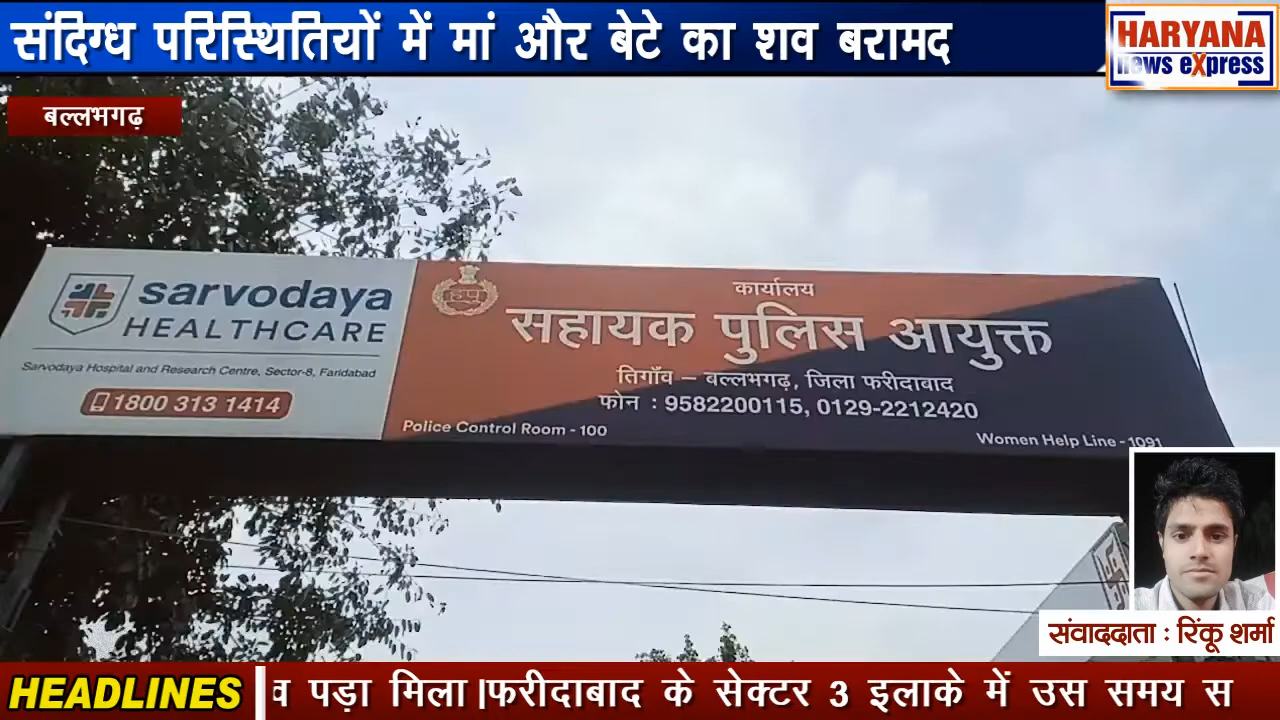 संदिग्ध परिस्थितियों में मां और बेटे का शव बरामद
HARYANA
news eXpress
बल्लभगढ़
sarvodaya
HEALTHCARE
Sarvodaya Hospital and Research Centre, Sector-8, Faridabad
1800 313 1414
कार्यालय
सहायक पुलिस आयुक्त
तिगाँव – बल्लभगढ़, जिला फरीदाबाद
फोन : 9582200115, 0129-2212420
Police Control Room - 100
Women Help Line - 1091
संवाददाता : रिंकू शर्मा
HEADLINES
व पड़ा मिला |फरीदाबाद के सेक्टर 3 इलाके में उस समय स